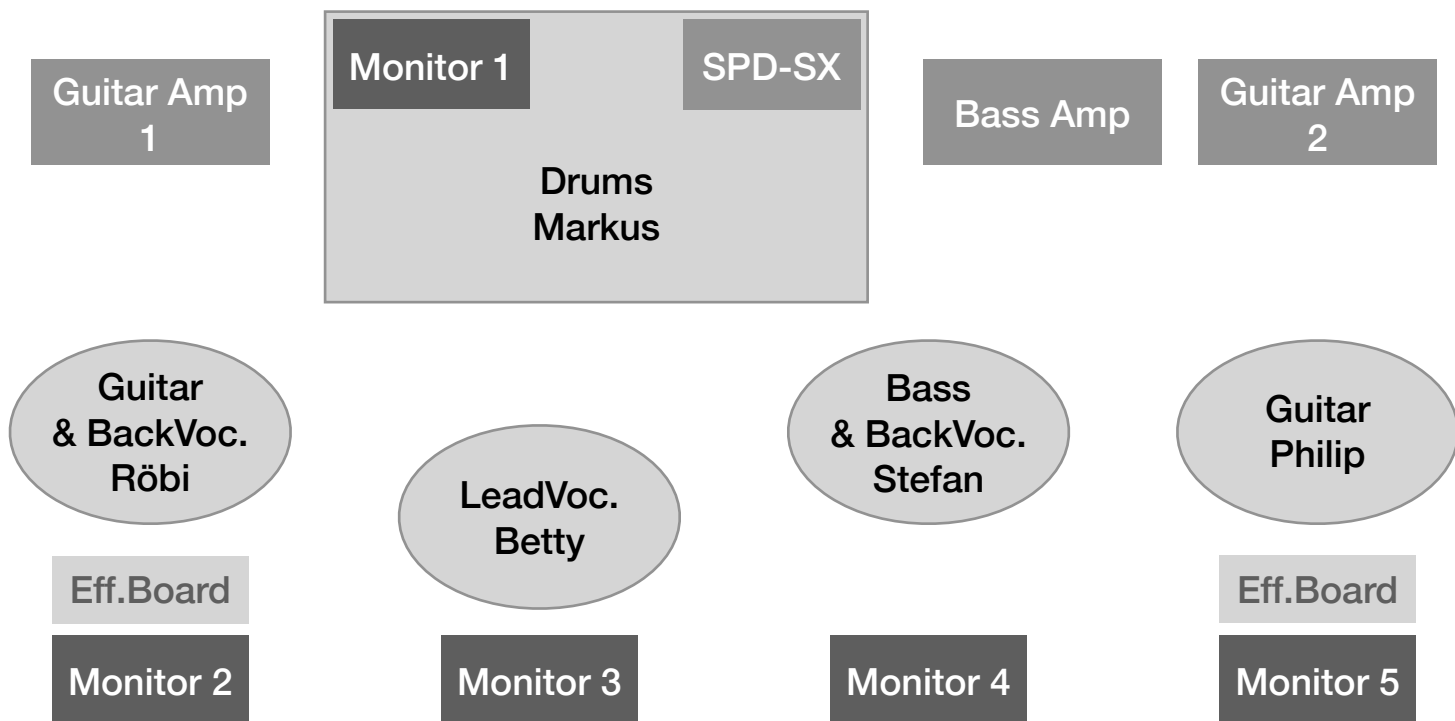 Monitor 1
SPD-SX
Guitar Amp
1
Bass Amp
Guitar Amp
2
Drums
Markus
Guitar
& BackVoc.
Röbi
LeadVoc.
Betty
Bass
& BackVoc.
Stefan
Guitar
Philip
Eff.Board
Eff.Board
Monitor 2
Monitor 3
Monitor 4
Monitor 5